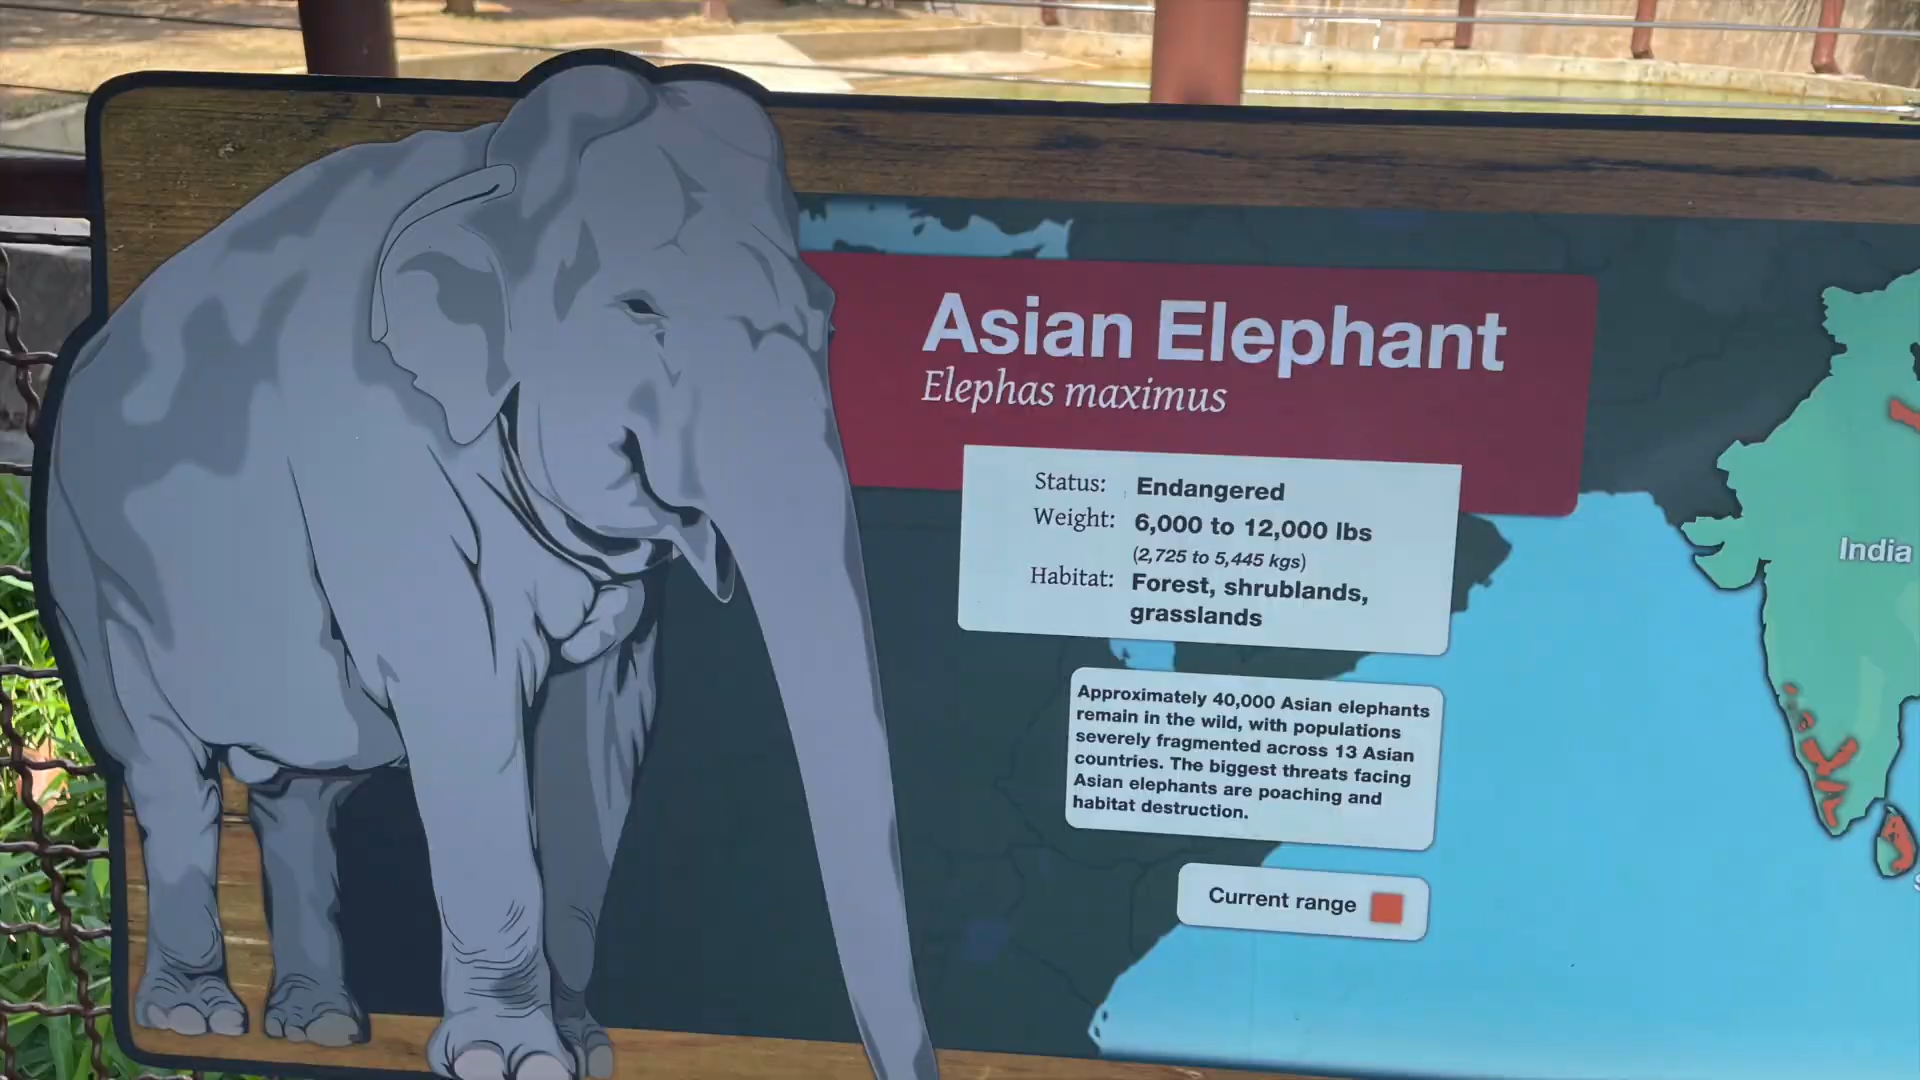 Asian Elephant
Elephas maximus
Status: Endangered
Weight: 6,000 to 12,000 lbs
(2,725 to 5,445 kgs)
Habitat: Forest, shrublands,
grasslands
Approximately 40,000 Asian elephants
remain in the wild, with populations
severely fragmented across 13 Asian
countries. The biggest threats facing
Asian elephants are poaching and
habitat destruction.
Current range
India